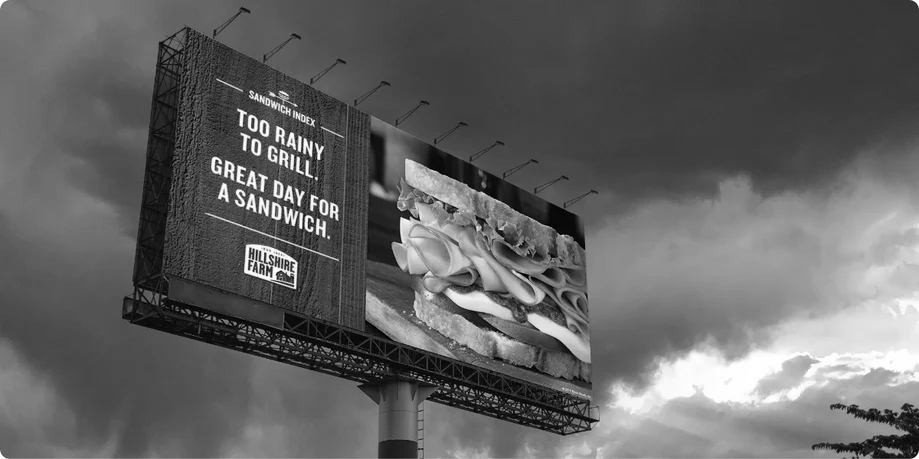 SANDWICH INDEX
TOO RAINY
TO GRILL.
GREAT DAY FOR
A SANDWICH.
HILLSHIRE
FARM